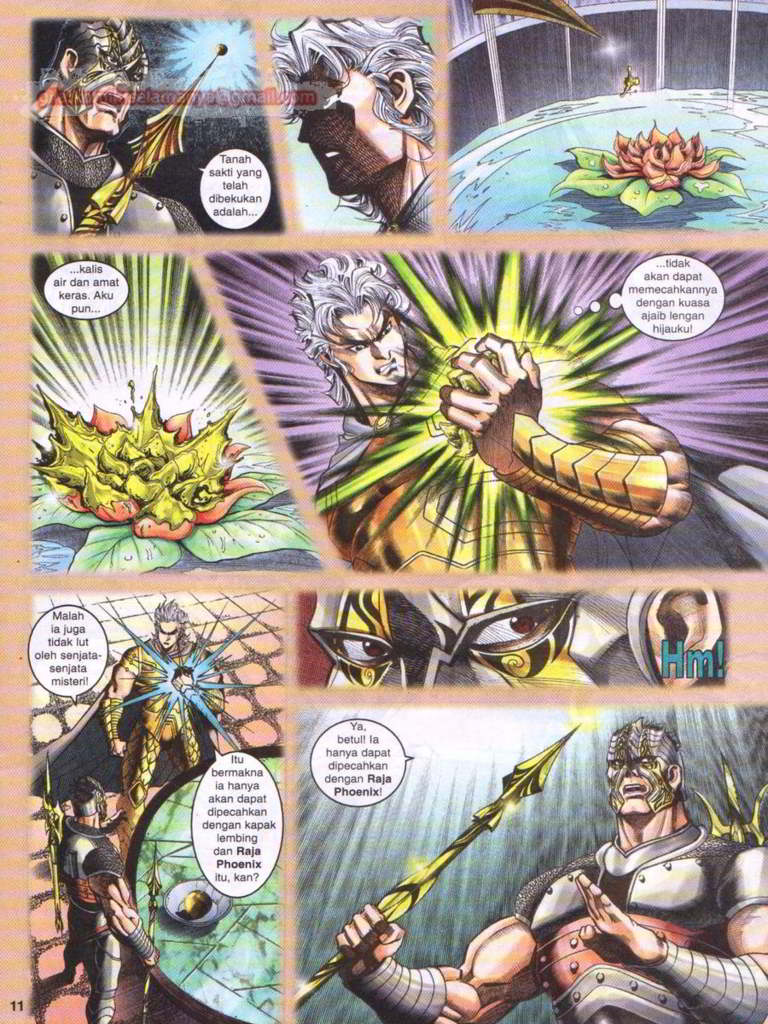 Tanah
sakti yang
telah
dibekukan
adalah...
...kalis
air dan amat
keras. Aku
pun...
...tidak
akan dapat
memecahkannya
dengan kuasa
ajaib lengan
hijauku!
Malah
ia juga
tidak lut
oleh senjata-
senjata
misteri!
Itu
bermakna
ia hanya
akan dapat
dipecahkan
dengan kapak
lembing
dan Raja
Phoenix
itu, kan?
Hm!
Ya,
betul! Ia
hanya dapat
dipecahkan
dengan Raja
Phoenix!
11